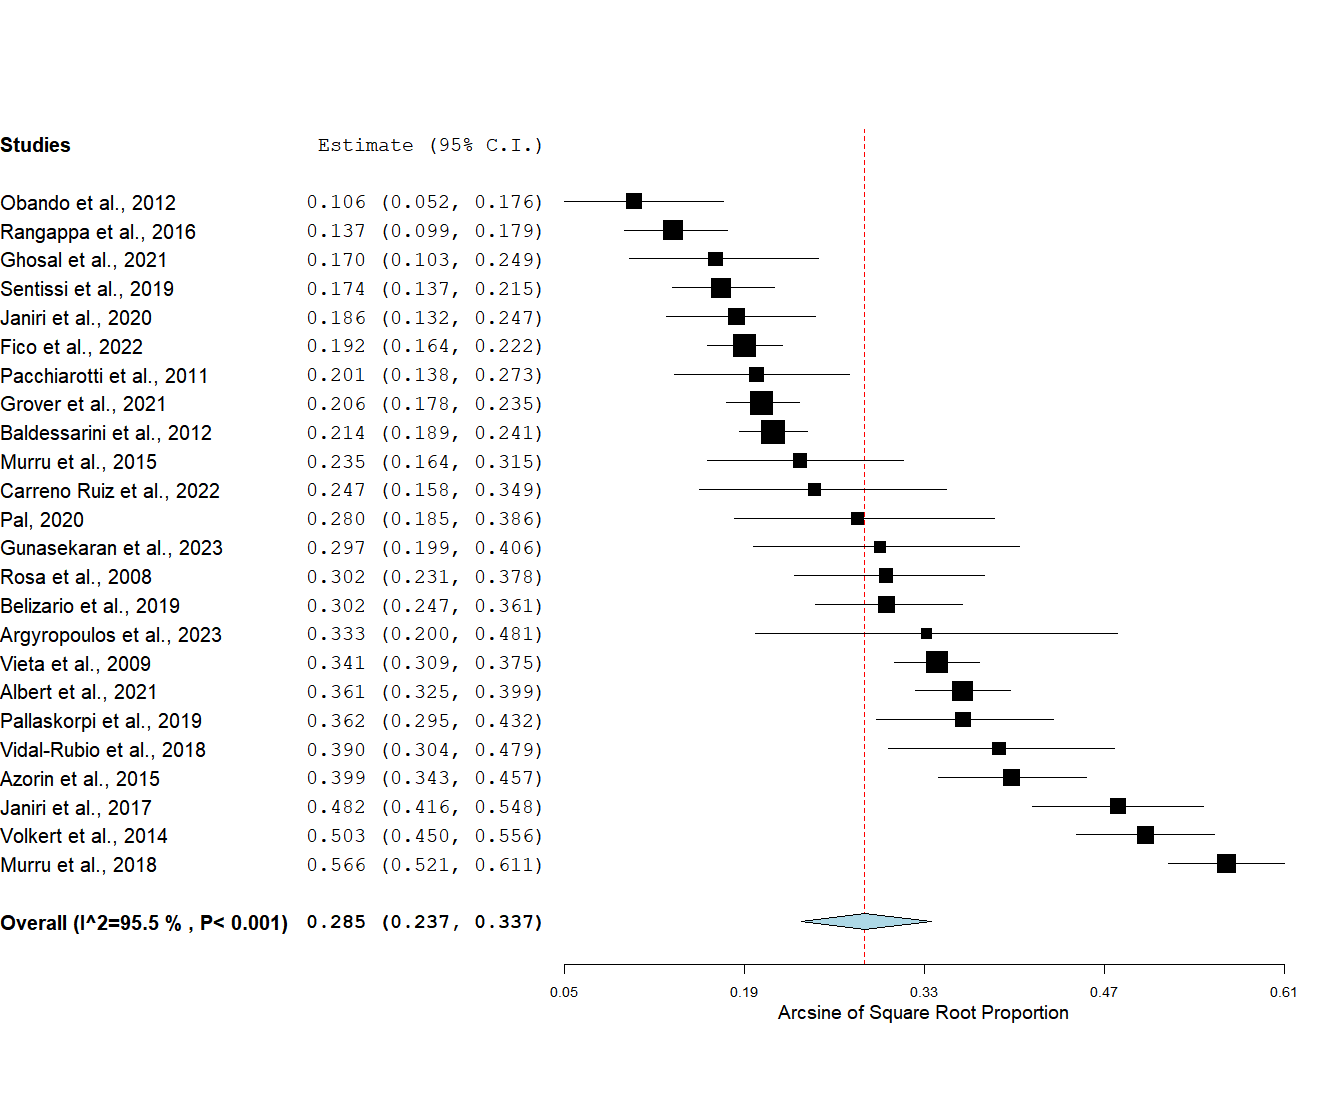 Studies Estimate (95% C.I.)
Obando et al., 2012 0.106 (0.052, 0.176)
Rangappa et al., 2016 0.137 (0.099, 0.179)
Ghosal et al., 2021 0.170 (0.103, 0.249)
Sentissi et al., 2019 0.174 (0.137, 0.215)
Janiri et al., 2020 0.186 (0.132, 0.247)
Fico et al., 2022 0.192 (0.164, 0.222)
Pacchiarotti et al., 2011 0.201 (0.138, 0.273)
Grover et al., 2021 0.206 (0.178, 0.235)
Baldessarini et al., 2012 0.214 (0.189, 0.241)
Murru et al., 2015 0.235 (0.164, 0.315)
Carreno Ruiz et al., 2022 0.247 (0.158, 0.349)
Pal, 2020 0.280 (0.185, 0.386)
Gunasekaran et al., 2023 0.297 (0.199, 0.406)
Rosa et al., 2008 0.302 (0.231, 0.378)
Belizario et al., 2019 0.302 (0.247, 0.361)
Argyropoulos et al., 2023 0.333 (0.200, 0.481)
Vieta et al., 2009 0.341 (0.309, 0.375)
Albert et al., 2021 0.361 (0.325, 0.399)
Pallaskorpi et al., 2019 0.362 (0.295, 0.432)
Vidal-Rubio et al., 2018 0.390 (0.304, 0.479)
Azorin et al., 2015 0.399 (0.343, 0.457)
Janiri et al., 2017 0.482 (0.416, 0.548)
Volkert et al., 2014 0.503 (0.450, 0.556)
Murru et al., 2018 0.566 (0.521, 0.611)
Overall (I^2=95.5 % , P< 0.001) 0.285 (0.237, 0.337)
0.05 0.19 0.33 0.47 0.61
Arcsine of Square Root Proportion